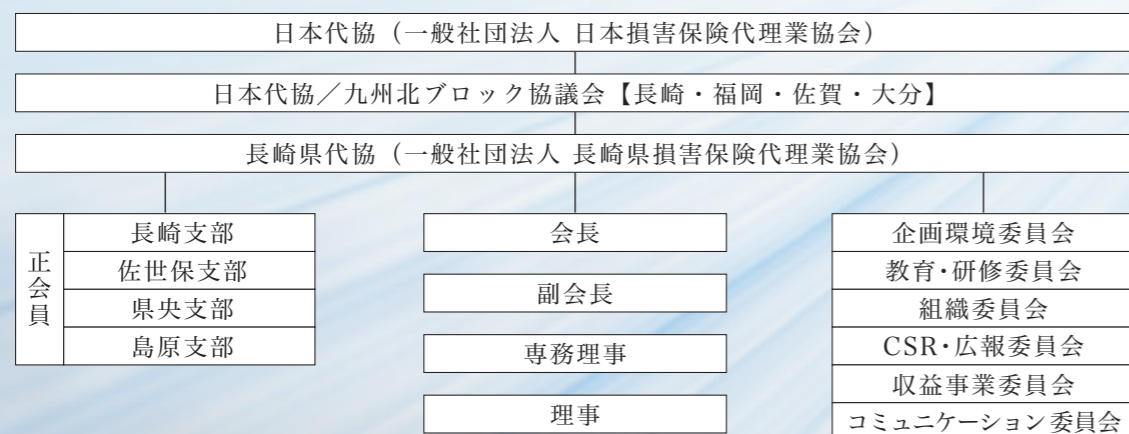 日本代協（一般社団法人 日本損害保険代理業協会）
日本代協／九州北ブロック協議会【長崎・福岡・佐賀・大分】
長崎県代協（一般社団法人 長崎県損害保険代理業協会）
正会員
長崎支部
佐世保支部
県央支部
島原支部
会長
副会長
専務理事
理事
企画環境委員会
教育・研修委員会
組織委員会
CSR・広報委員会
収益事業委員会
コミュニケーション委員会